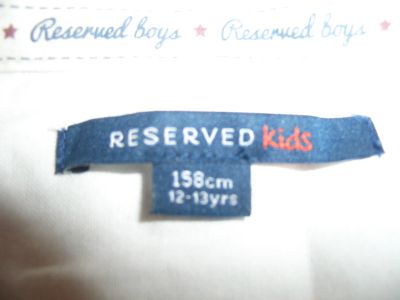 Reserved boys Reserved boys
RESERVED Kids
158cm
12-13yrs